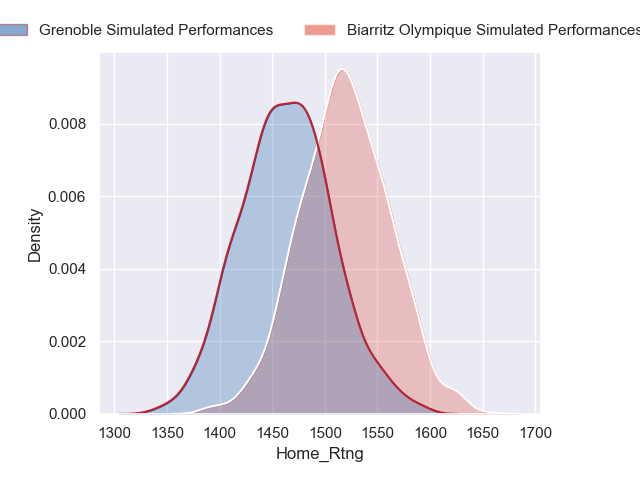 Grenoble Simulated Performances
Biarritz Olympique Simulated Performances
Density
0.008
0.006
0.004
0.002
0.000
1300 1350 1400 1450 1500 1550 1600 1650 1700
Home_Rtng